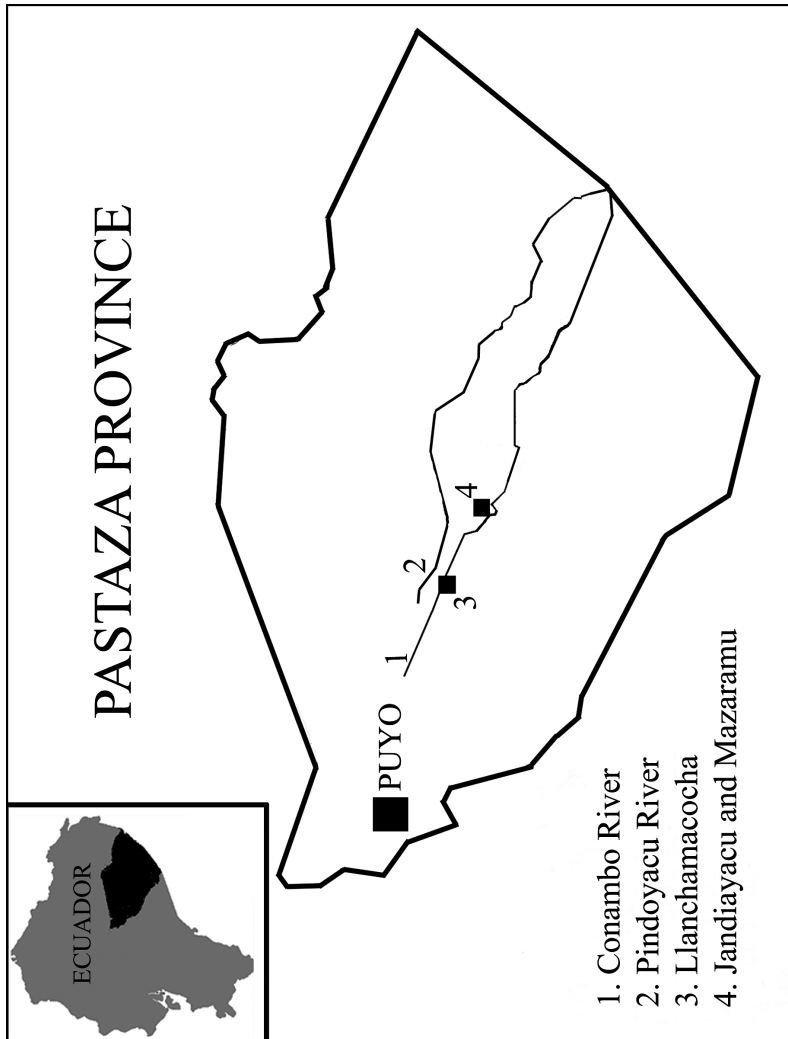 PASTAZA PROVINCE
ECUADOR
PUYO
1
2
3
4
1. Conambo River
2. Pindoyacu River
3. Llanchamacocha
4. Jandiayacu and Mazaramu